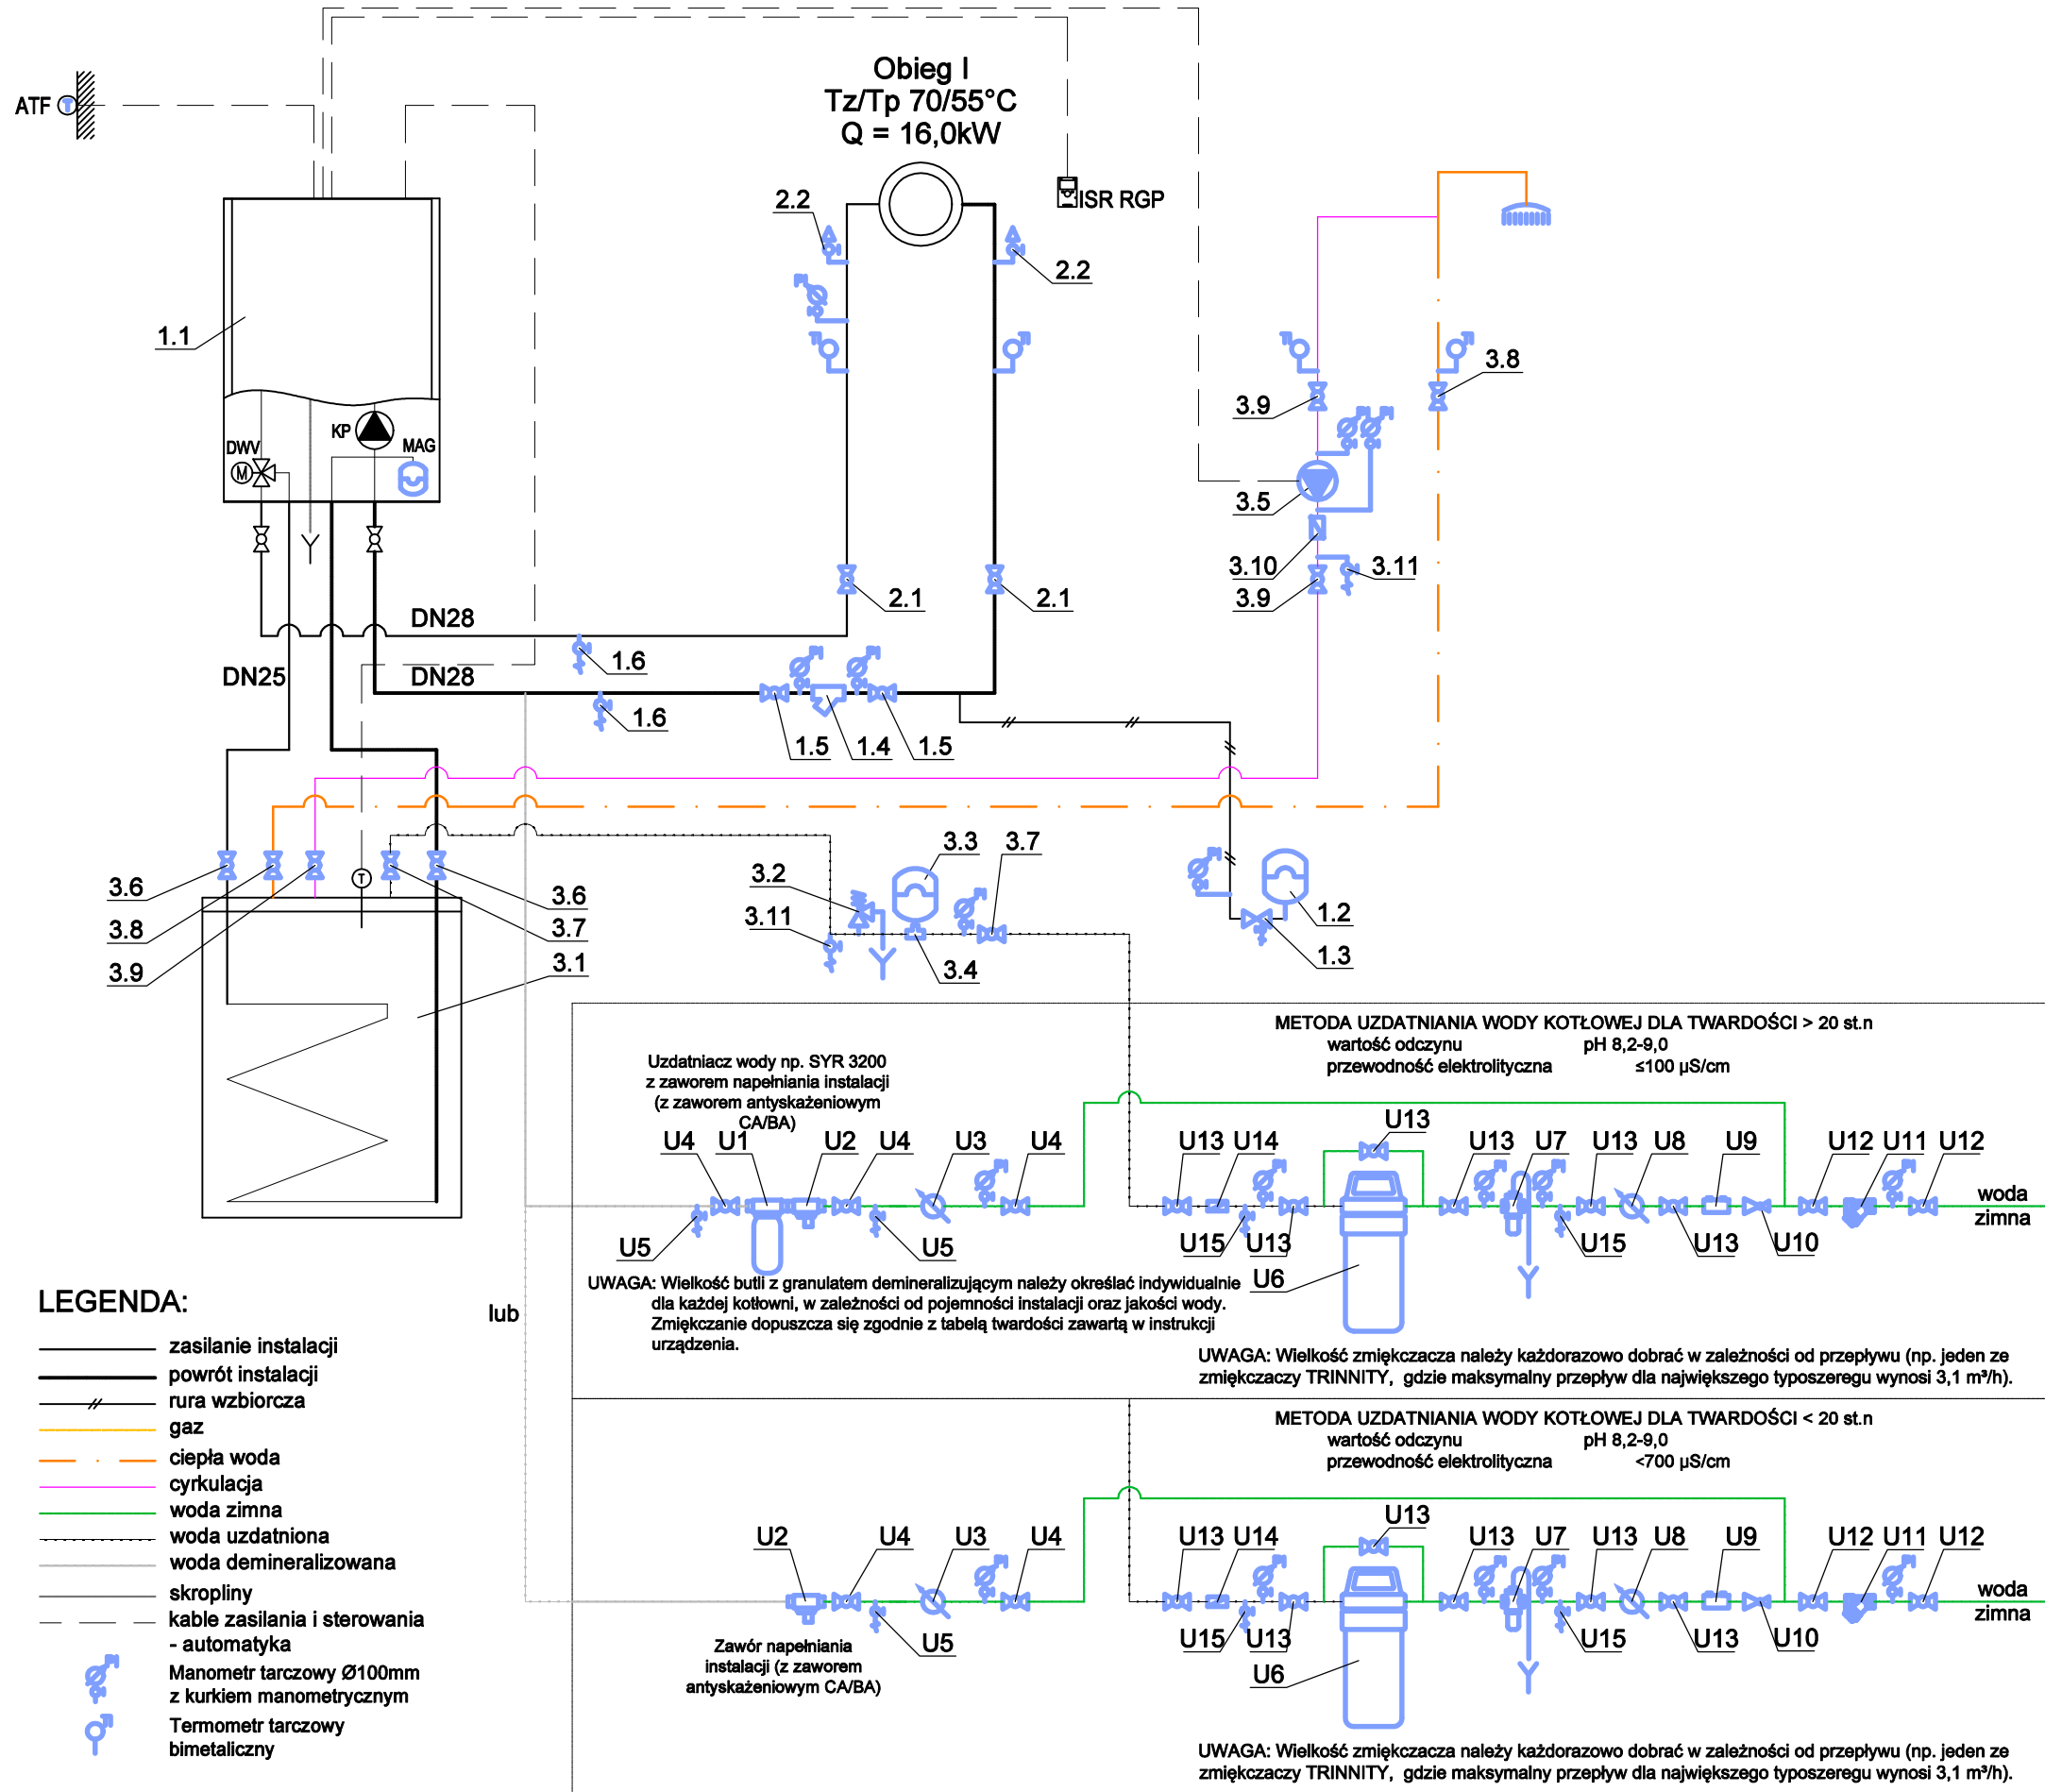 Obieg I
Tz/Tp 70/55°C
Q = 16,0kW
ATF
T
ISR RGP
2.2
2.2
1.1
KP
MAG
DWV
M
3.8
3.9
3.5
3.10
3.11
3.9
2.1
2.1
DN28
1.6
DN25
DN28
1.6
1.5
1.4
1.5
3.3
3.7
3.2
T
3.6
3.6
3.11
1.2
3.8
3.7
3.9
3.1
3.4
1.3
METODA UZDATNIANIA WODY KOTŁOWEJ DLA TWARDOŚCI > 20 st.n
wartość odczynu pH 8,2-9,0
przewodność elektrolityczna ≤100 µS/cm
Uzdatniacz wody np. SYR 3200
z zaworem napełniania instalacji
(z zaworem antyskażeniowym
CA/BA)
U4 U1 U2 U4 U3 U4 U13 U14 U13 U13 U7 U13 U8 U9 U12 U11 U12
woda
zimna
U5 U5 U15 U13 U15 U13 U10
U6
UWAGA: Wielkość butli z granulatem demineralizującym należy określać indywidualnie
dla każdej kotłowni, w zależności od pojemności instalacji oraz jakości wody.
Zmiękczanie dopuszcza się zgodnie z tabelą twardości zawartą w instrukcji
urządzenia.
UWAGA: Wielkość zmiękczacza należy każdorazowo dobrać w zależności od przepływu (np. jeden ze
zmiękczaczy TRINNITY, gdzie maksymalny przepływ dla największego typoszeregu wynosi 3,1 m³/h).
lub
METODA UZDATNIANIA WODY KOTŁOWEJ DLA TWARDOŚCI < 20 st.n
wartość odczynu pH 8,2-9,0
przewodność elektrolityczna <700 µS/cm
U2 U4 U3 U4 U13 U14 U13 U13 U7 U13 U8 U9 U12 U11 U12
woda
zimna
U5 U15 U13 U15 U13 U10
U6
Zawór napełniania
instalacji (z zaworem
antyskażeniowym CA/BA)
UWAGA: Wielkość zmiękczacza należy każdorazowo dobrać w zależności od przepływu (np. jeden ze
zmiękczaczy TRINNITY, gdzie maksymalny przepływ dla największego typoszeregu wynosi 3,1 m³/h).
LEGENDA:
zasilanie instalacji
powrót instalacji
rura wzbiorcza
gaz
ciepła woda
cyrkulacja
woda zimna
woda uzdatniona
woda demineralizowana
skropliny
kable zasilania i sterowania
- automatyka
Manometr tarczowy Ø100mm
z kurkiem manometrycznym
Termometr tarczowy
bimetaliczny